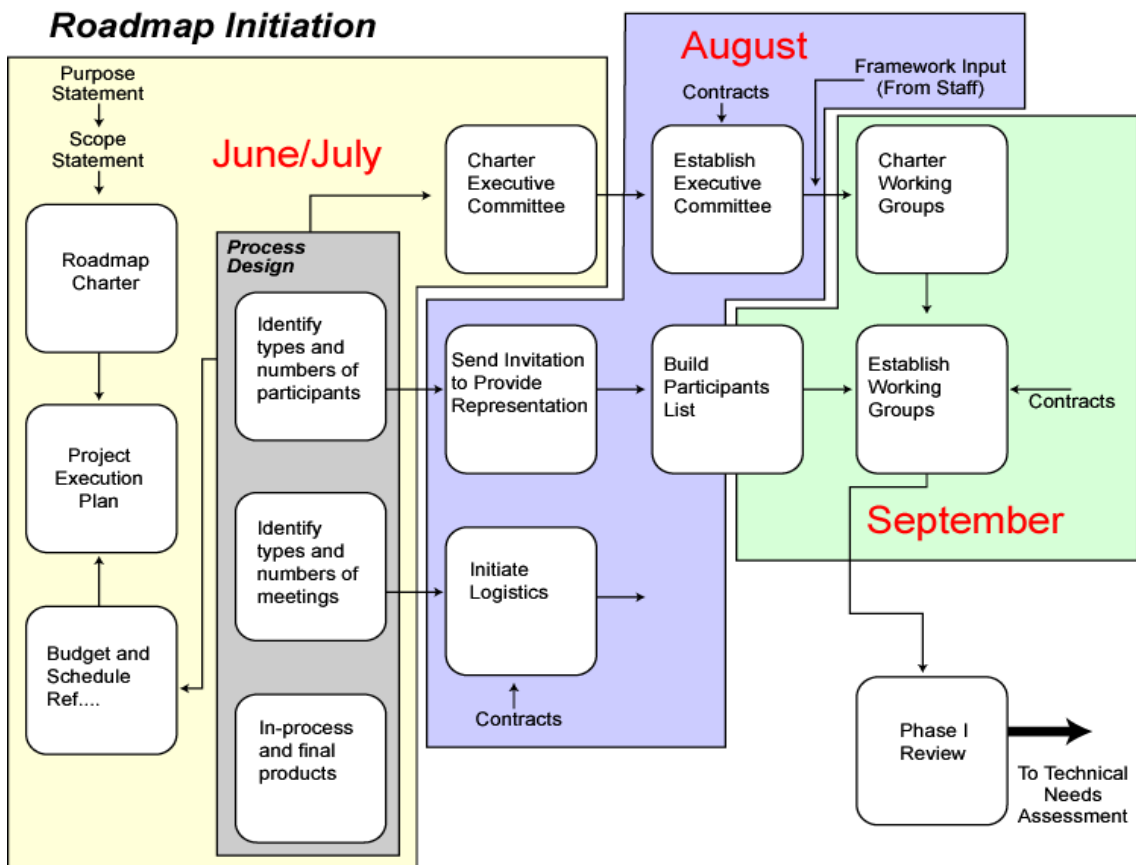 Roadmap Initiation
Purpose
Statement
Scope
Statement
Roadmap
Charter
Project
Execution
Plan
Budget and
Schedule
Ref....
June/July
Process
Design
Identify
types and
numbers of
participants
Identify
types and
numbers of
meetings
In-process
and final
products
Charter
Executive
Committee
August
Contracts
Establish
Executive
Committee
Framework Input
(From Staff)
Send Invitation
to Provide
Representation
Build
Participants
List
Initiate
Logistics
Contracts
Charter
Working
Groups
Establish
Working
Groups
Contracts
September
Phase I
Review
To Technical
Needs
Assessment